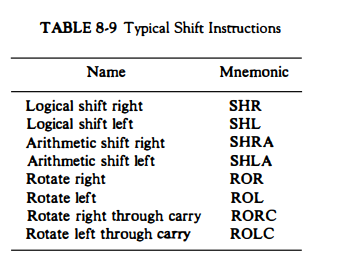 TABLE 8-9 Typical Shift Instructions
Name Mnemonic
Logical shift right SHR
Logical shift left SHL
Arithmetic shift right SHRA
Arithmetic shift left SHLA
Rotate right ROR
Rotate left ROL
Rotate right through carry RORC
Rotate left through carry ROLC